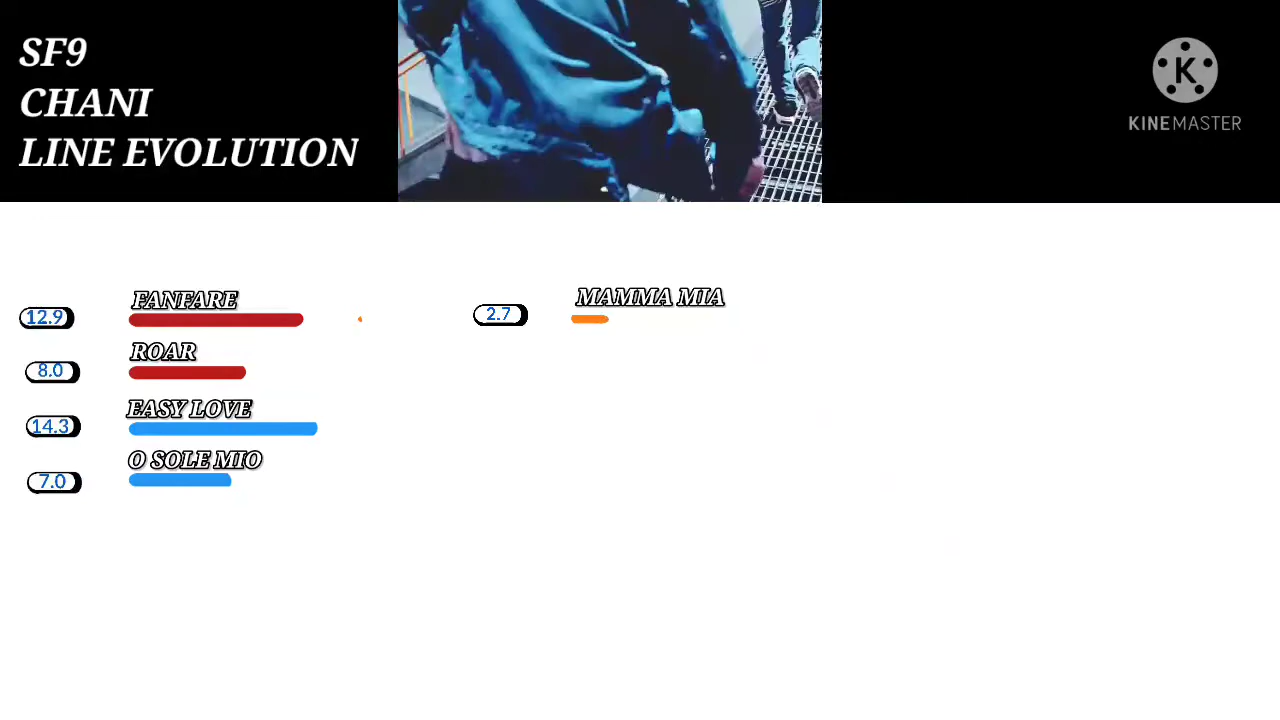 SF9
CHANI
LINE EVOLUTION
K
KINEMASTER
FANFARE
12.9
ROAR
8.0
EASY LOVE
14.3
O SOLE MIO
7.0
MAMMA MIA
2.7